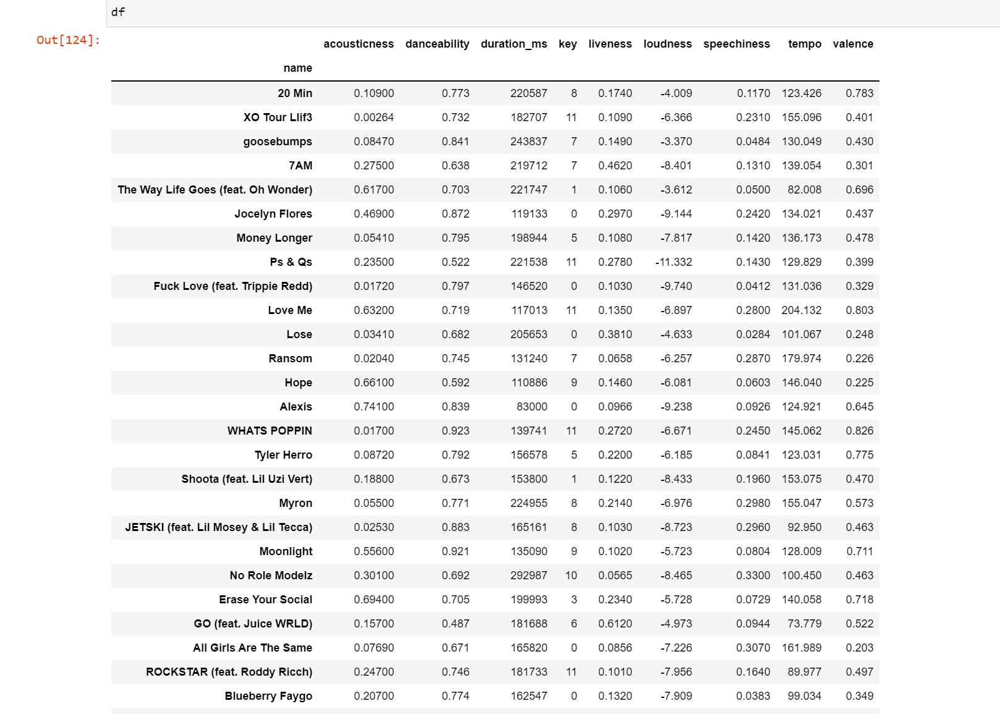 df
Out[124]:
acousticness danceability duration_ms key liveness loudness speechiness tempo valence
name
20 Min 0.10900 0.773 220587 8 0.1740 -4.009 0.1170 123.426 0.783
XO Tour Llif3 0.00264 0.732 182707 11 0.1090 -6.366 0.2310 155.096 0.401
goosebumps 0.08470 0.841 243837 7 0.1490 -3.370 0.0484 130.049 0.430
7AM 0.27500 0.638 219712 7 0.4620 -8.401 0.1310 139.054 0.301
The Way Life Goes (feat. Oh Wonder) 0.61700 0.703 221747 1 0.1060 -3.612 0.0500 82.008 0.696
Jocelyn Flores 0.46900 0.872 119133 0 0.2970 -9.144 0.2420 134.021 0.437
Money Longer 0.05410 0.795 198944 5 0.1080 -7.817 0.1420 136.173 0.478
Ps & Qs 0.23500 0.522 221538 11 0.2780 -11.332 0.1430 129.829 0.399
Fuck Love (feat. Trippie Redd) 0.01720 0.797 146520 0 0.1030 -9.740 0.0412 131.036 0.329
Love Me 0.63200 0.719 117013 11 0.1350 -6.897 0.2800 204.132 0.803
Lose 0.03410 0.682 205653 0 0.3810 -4.633 0.0284 101.067 0.248
Ransom 0.02040 0.745 131240 7 0.0658 -6.257 0.2870 179.974 0.226
Hope 0.66100 0.592 110886 9 0.1460 -6.081 0.0603 146.040 0.225
Alexis 0.74100 0.839 83000 0 0.0966 -9.238 0.0926 124.921 0.645
WHATS POPPIN 0.01700 0.923 139741 11 0.2720 -6.671 0.2450 145.062 0.826
Tyler Herro 0.08720 0.792 156578 5 0.2200 -6.185 0.0841 123.031 0.775
Shoota (feat. Lil Uzi Vert) 0.18800 0.673 153800 1 0.1220 -8.433 0.1960 153.075 0.470
Myron 0.05500 0.771 224955 8 0.2140 -6.976 0.2980 155.047 0.573
JETSKI (feat. Lil Mosey & Lil Tecca) 0.02530 0.883 165161 8 0.1030 -8.723 0.2960 92.950 0.463
Moonlight 0.55600 0.921 135090 9 0.1020 -5.723 0.0804 128.009 0.711
No Role Modelz 0.30100 0.692 292987 10 0.0565 -8.465 0.3300 100.450 0.463
Erase Your Social 0.69400 0.705 199993 3 0.2340 -5.728 0.0729 140.058 0.718
GO (feat. Juice WRLD) 0.15700 0.487 181688 6 0.6120 -4.973 0.0944 73.779 0.522
All Girls Are The Same 0.07690 0.671 165820 0 0.0856 -7.226 0.3070 161.989 0.203
ROCKSTAR (feat. Roddy Ricch) 0.24700 0.746 181733 11 0.1010 -7.956 0.1640 89.977 0.497
Blueberry Faygo 0.20700 0.774 162547 0 0.1320 -7.909 0.0383 99.034 0.349